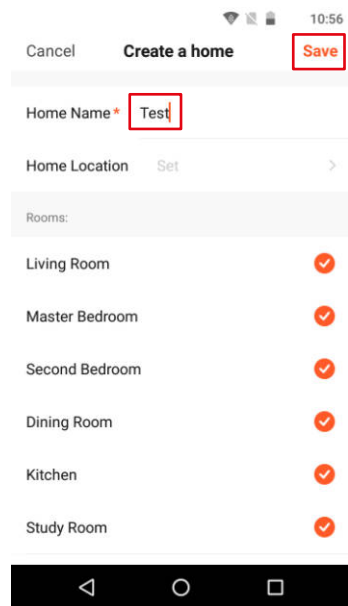 10:56
Cancel Create a home Save
Home Name* Test
Home Location Set
Rooms:
Living Room
Master Bedroom
Second Bedroom
Dining Room
Kitchen
Study Room